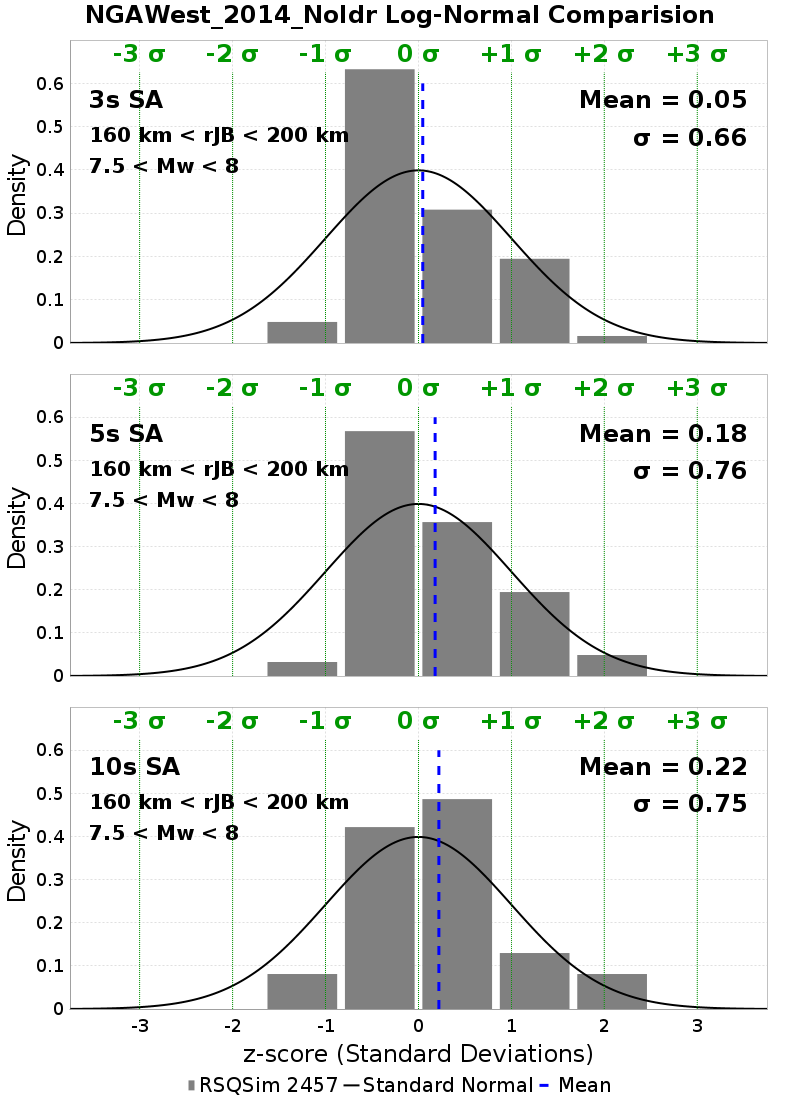 NGAWest_2014_NoIdr Log-Normal Comparision
-3 σ -2 σ -1 σ 0 σ +1 σ +2 σ +3 σ
0.6
3s SA
Mean = 0.05
0.5
160 km < rJB < 200 km
σ = 0.66
7.5 < Mw < 8
0.4
0.3
0.2
0.1
0
Density
-3 σ -2 σ -1 σ 0 σ +1 σ +2 σ +3 σ
0.6
5s SA
Mean = 0.18
0.5
160 km < rJB < 200 km
σ = 0.76
7.5 < Mw < 8
0.4
0.3
0.2
0.1
0
Density
-3 σ -2 σ -1 σ 0 σ +1 σ +2 σ +3 σ
0.6
10s SA
Mean = 0.22
0.5
160 km < rJB < 200 km
σ = 0.75
7.5 < Mw < 8
0.4
0.3
0.2
0.1
0
Density
-3 -2 -1 0 1 2 3
z-score (Standard Deviations)
RSQSim 2457 Standard Normal Mean